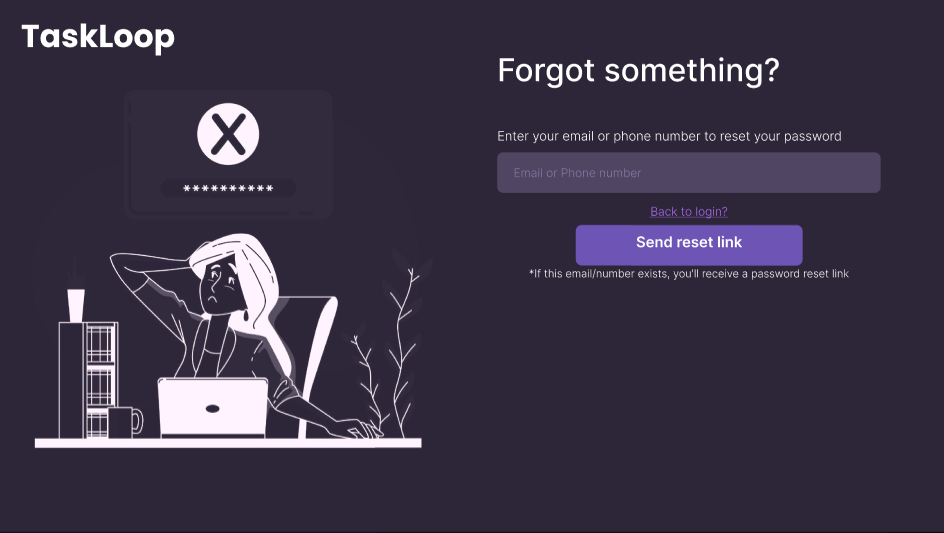 TaskLoop
Forgot something?
Enter your email or phone number to reset your password
Email or Phone number
Back to login?
Send reset link
*If this email/number exists, you'll receive a password reset link
X
**********